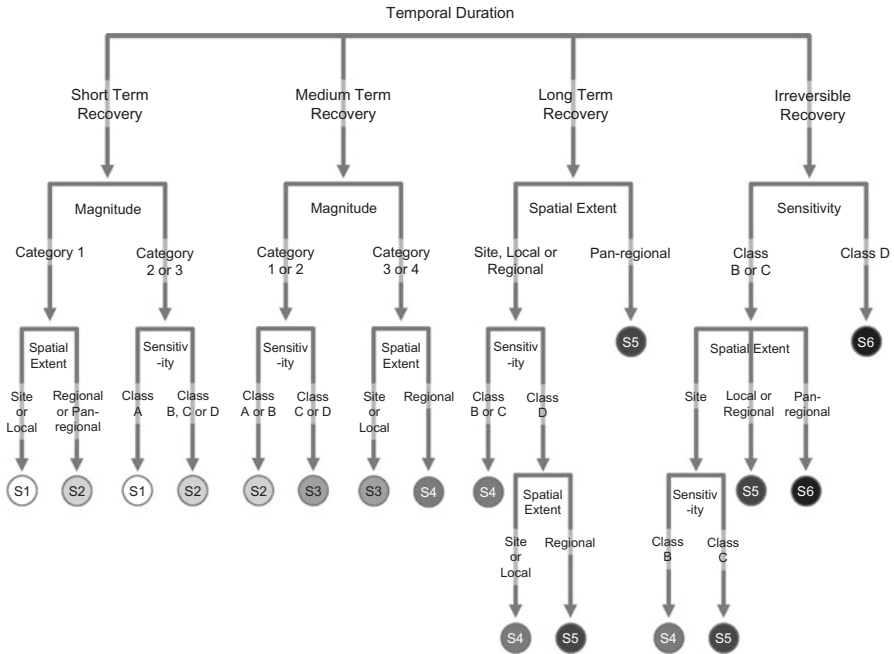 Temporal Duration
Short Term
Recovery
Medium Term
Recovery
Long Term
Recovery
Irreversible
Recovery
Magnitude
Magnitude
Spatial Extent
Sensitivity
Category 1
Category
2 or 3
Category
1 or 2
Category
3 or 4
Site, Local or
Regional
Pan-regional
Class
B or C
Class D
Spatial
Extent
Sensitiv
-ity
Sensitiv
-ity
Spatial
Extent
Sensitiv
-ity
S5
Spatial Extent
S6
Site
or
Local
Regional
or Pan-
regional
Class
A
Class
B, C or D
Class
A or B
Class
C or D
Site
or
Local
Regional
Class
B or C
Class
D
Site
Local or
Regional
Pan-
regional
S1
S2
S1
S2
S2
S3
S3
S4
S4
Spatial
Extent
Sensitiv
-ity
S5
S6
Site
or
Local
Regional
Class
B
Class
C
S4
S5
S4
S5